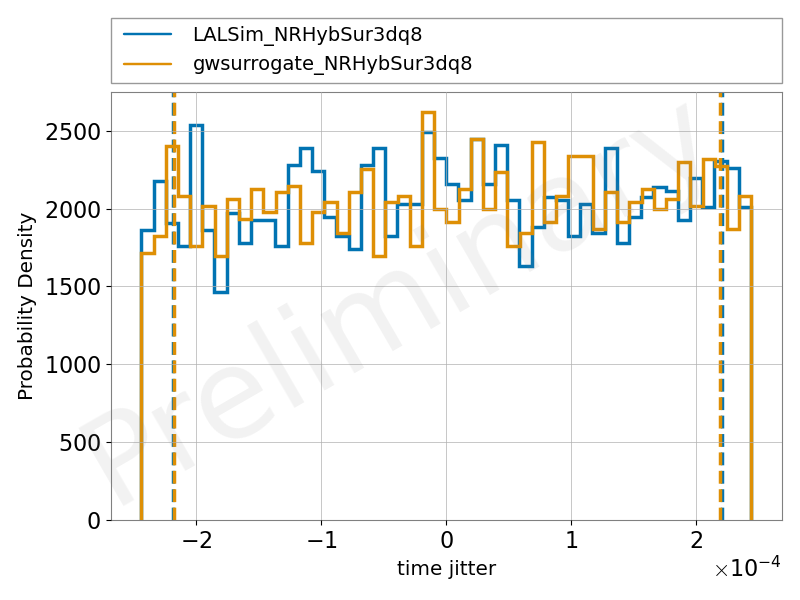 LALSim_NRHybSur3dq8
gwsurrogate_NRHybSur3dq8
Preliminary
Probability Density
2500
2000
1500
1000
500
0
−2
−1
0
1
2
time jitter
×10⁻⁴